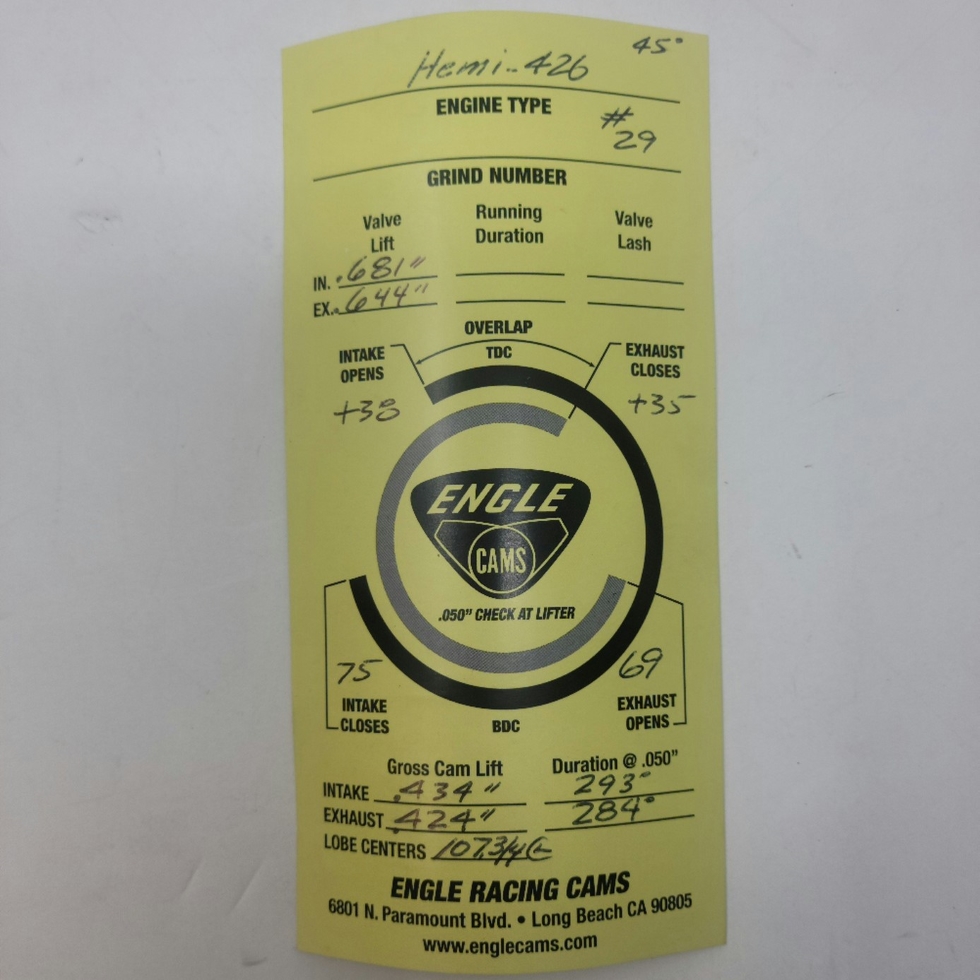 45°
Hemi-426
ENGINE TYPE
#
29
GRIND NUMBER
Valve Lift
Running Duration
Valve Lash
IN. .681"
EX. .644"
OVERLAP
TDC
INTAKE OPENS
EXHAUST CLOSES
+38
+35
ENGLE
CAMS
.050" CHECK AT LIFTER
75
69
INTAKE CLOSES
EXHAUST OPENS
BDC
Gross Cam Lift
Duration @ .050"
INTAKE .434" 293°
EXHAUST .424" 284°
LOBE CENTERS 107.3/4
ENGLE RACING CAMS
6801 N. Paramount Blvd. • Long Beach CA 90805
www.englecams.com